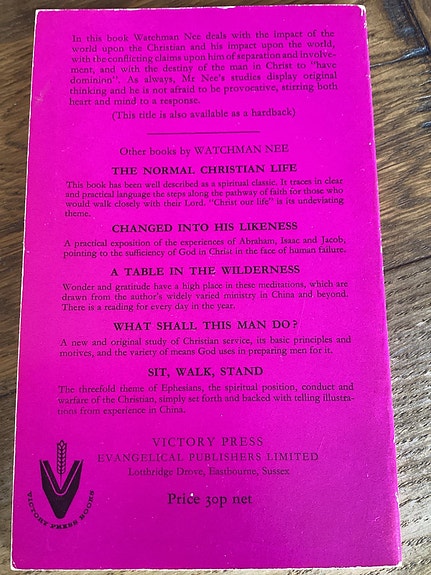 In this book Watchman Nee deals with the impact of the
world upon the Christian and his impact upon the world,
with the conflicting claims upon him of separation and involve-
ment, and with the destiny of the man in Christ to "have
dominion". As always, Mr Nee's studies display original
thinking and he is not afraid to be provocative, stirring both
heart and mind to a response.
(This title is also available as a hardback)
Other books by WATCHMAN NEE
THE NORMAL CHRISTIAN LIFE
This book has been well described as a spiritual classic. Is traces in clear
and practical language the steps along the pathway of faith for those who
would walk closely with their Lord. "Christ our life" is its undeviating
theme.
CHANGED INTO HIS LIKENESS
A practical exposition of the experiences of Abraham, Isaac and Jacob,
pointing to the sufficiency of God in Christ in the face of human failure.
A TABLE IN THE WILDERNESS
Wonder and gratitude have a high place in these meditations, which are
drawn from the author's widely varied ministry in China and beyond.
There is a reading for every day in the year.
WHAT SHALL THIS MAN DO?
A new and original study of Christian service, its basic principles and
motives, and the variety of means God uses in preparing men for it.
SIT, WALK, STAND
The threefold theme of Ephesians, the spiritual position, conduct and
warfare of the Christian, simply set forth and backed with telling illustra-
tions from experience in China.
VICTORY PRESS
EVANGELICAL PUBLISHERS LIMITED
Lottbridge Drove, Eastbourne, Sussex
Price 30p net
VICTORY PRESS BOOKS